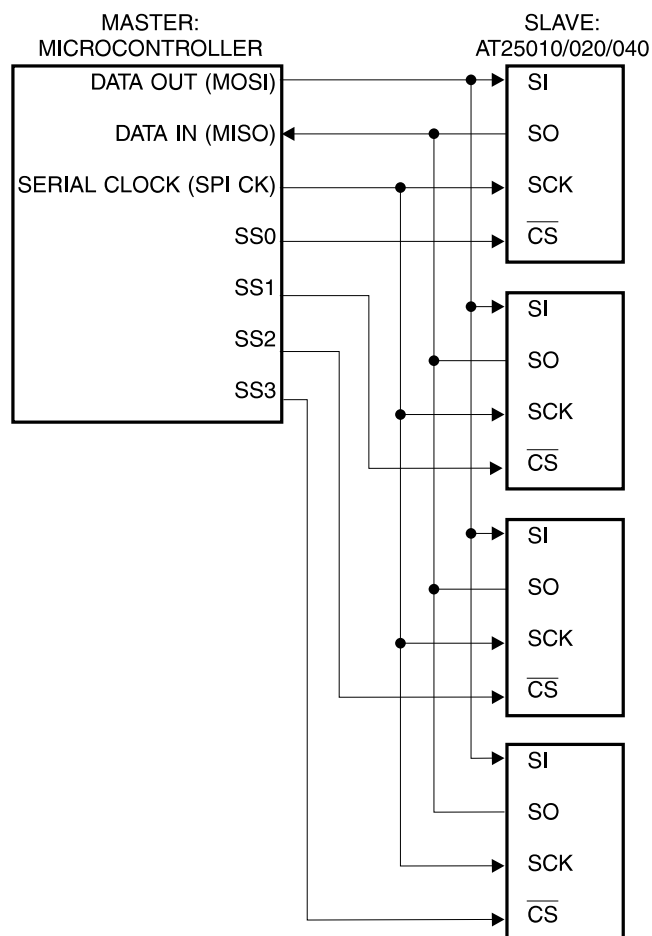 MASTER:
MICROCONTROLLER
SLAVE:
AT25010/020/040
DATA OUT (MOSI)
DATA IN (MISO)
SERIAL CLOCK (SPI CK)
SS0
SS1
SS2
SS3
SI
SO
SCK
CS
SI
SO
SCK
CS
SI
SO
SCK
CS
SI
SO
SCK
CS